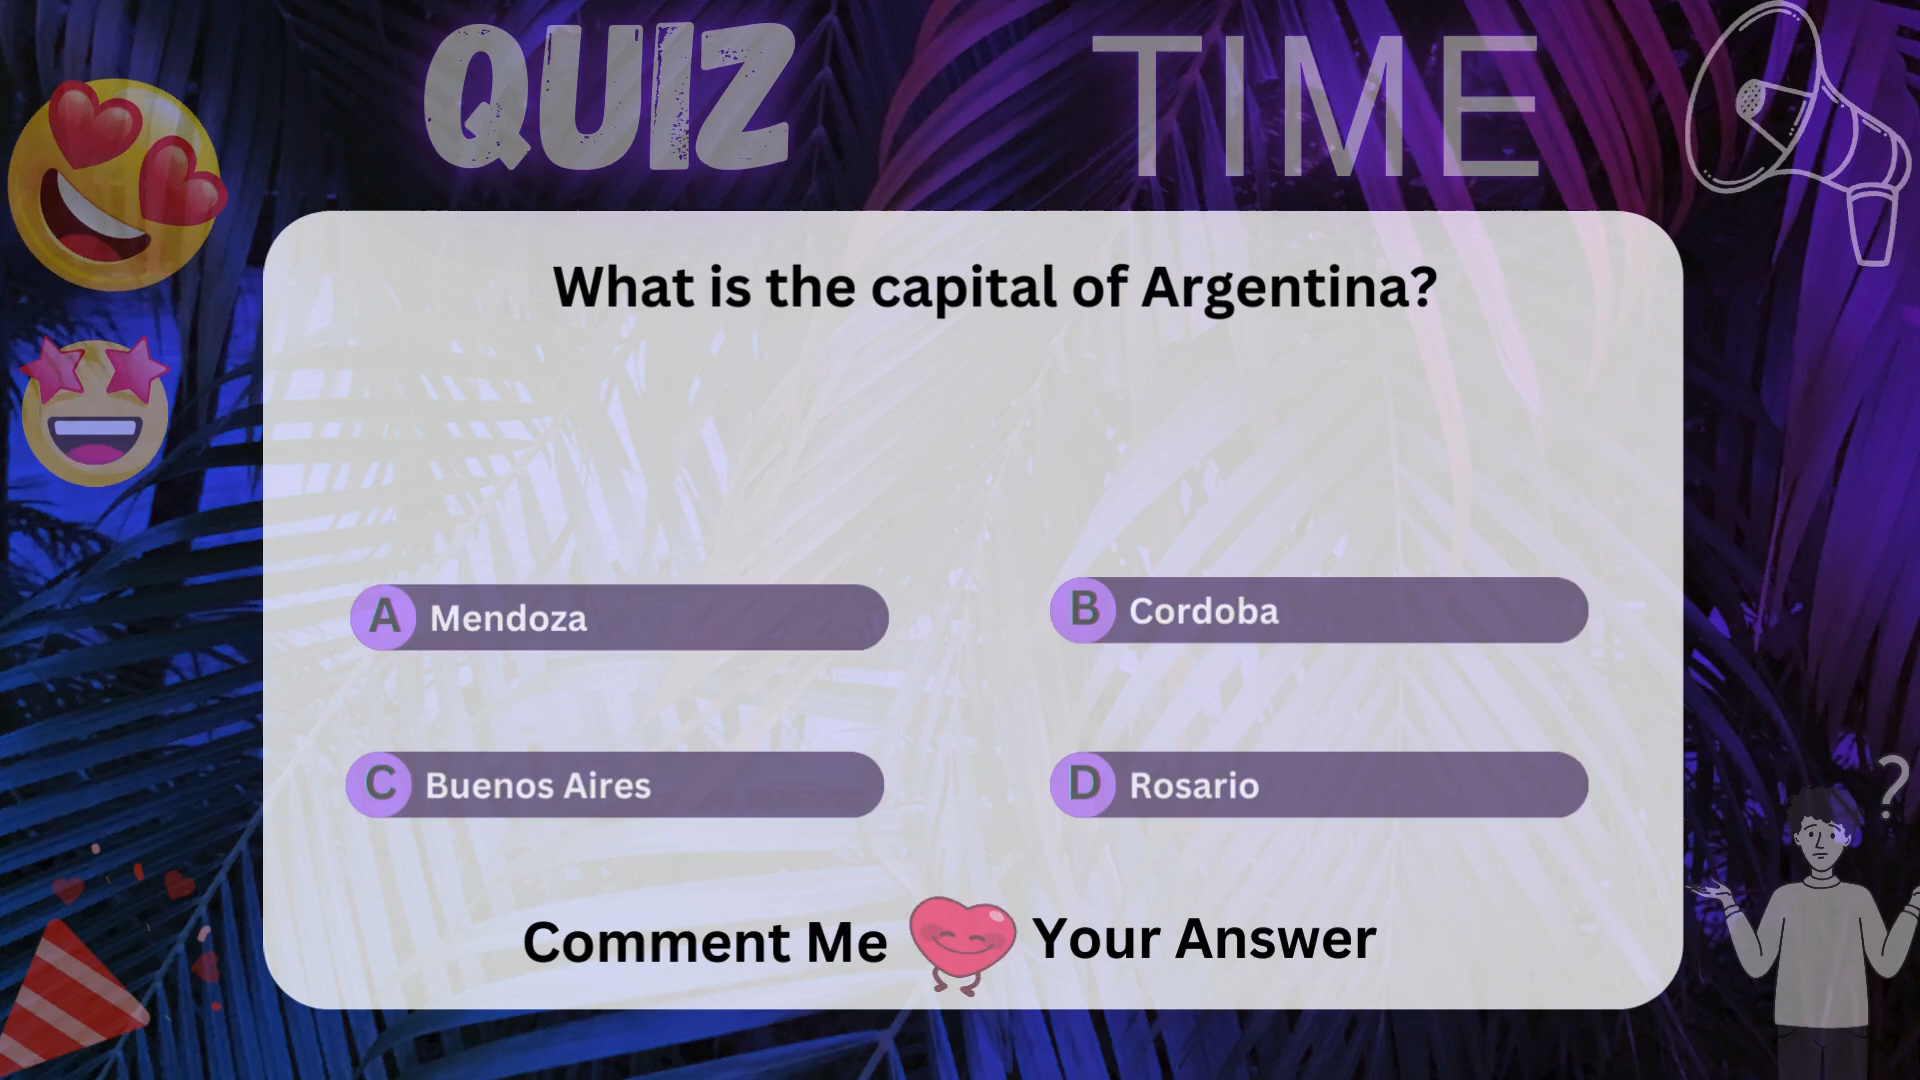 QUIZ TIME
What is the capital of Argentina?
A Mendoza
B Cordoba
C Buenos Aires
D Rosario
Comment Me Your Answer
?